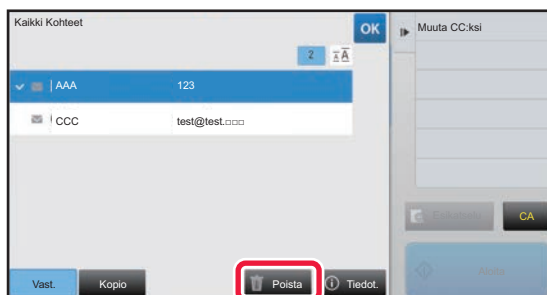 Kaikki Kohteet
OK
Muuta CC:ksi
2
AAA 123
CCC test@test.□□□
CA
Vast. Kopio Poista Tiedot.